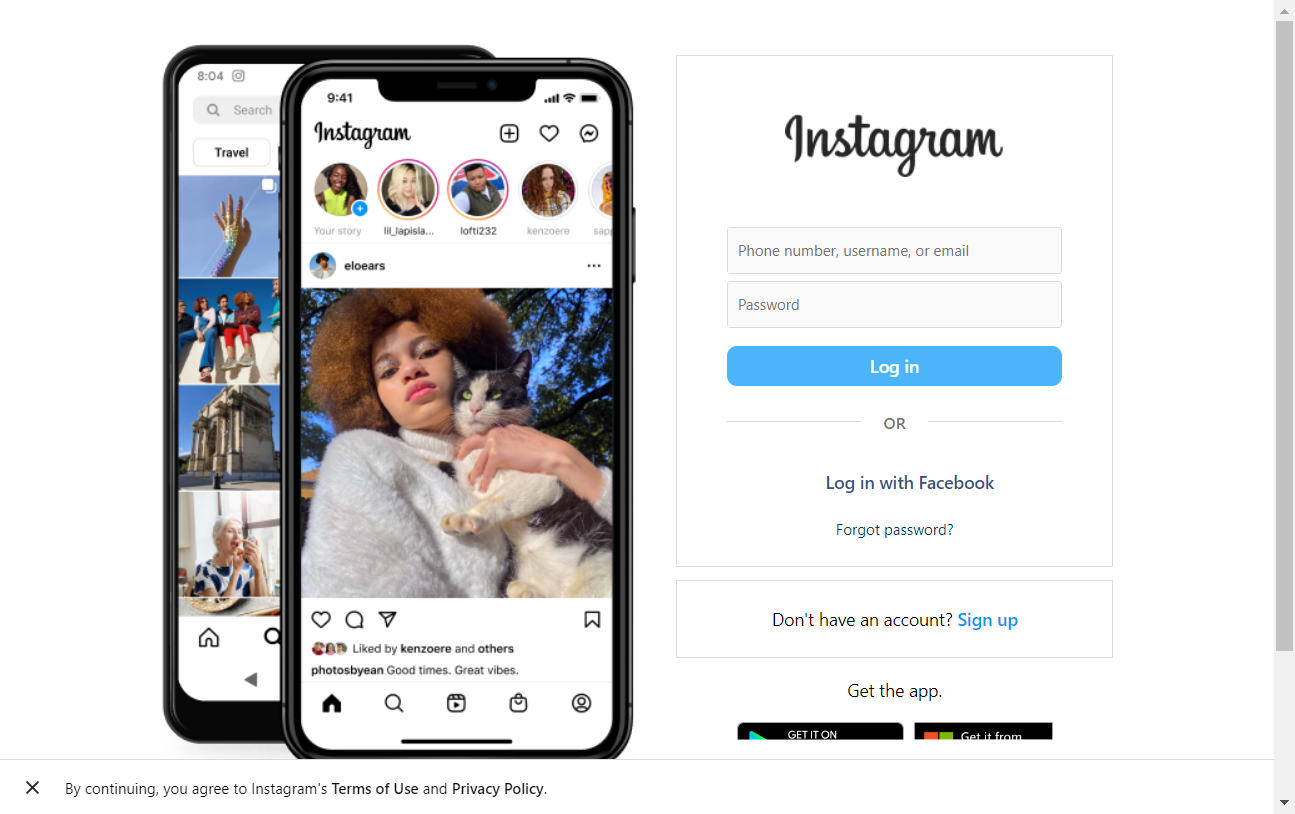 8:04
Search
Travel
9:41
Instagram
Your story
lil_lapisla...
lofti232
kenzoere
sapp
eloears
Liked by kenzoere and others
photosbyean Good times. Great vibes.
Instagram
Phone number, username, or email
Password
Log in
OR
Log in with Facebook
Forgot password?
Don't have an account? Sign up
Get the app.
GET IT ON
Get it from
By continuing, you agree to Instagram's Terms of Use and Privacy Policy.